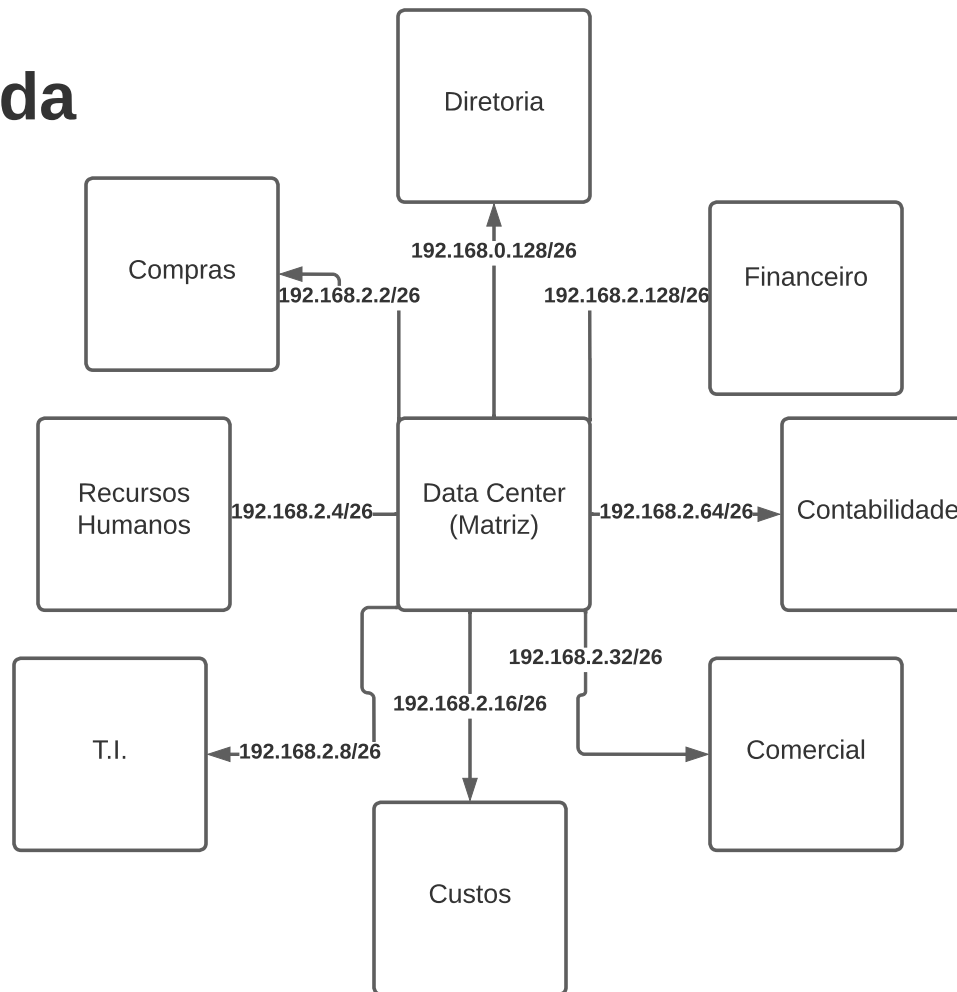 da
Diretoria
Compras
192.168.0.128/26
Financeiro
192.168.2.2/26
192.168.2.128/26
Recursos
Humanos
192.168.2.4/26
Data Center
(Matriz)
192.168.2.64/26
Contabilidade
192.168.2.32/26
192.168.2.16/26
T.I.
192.168.2.8/26
Comercial
Custos